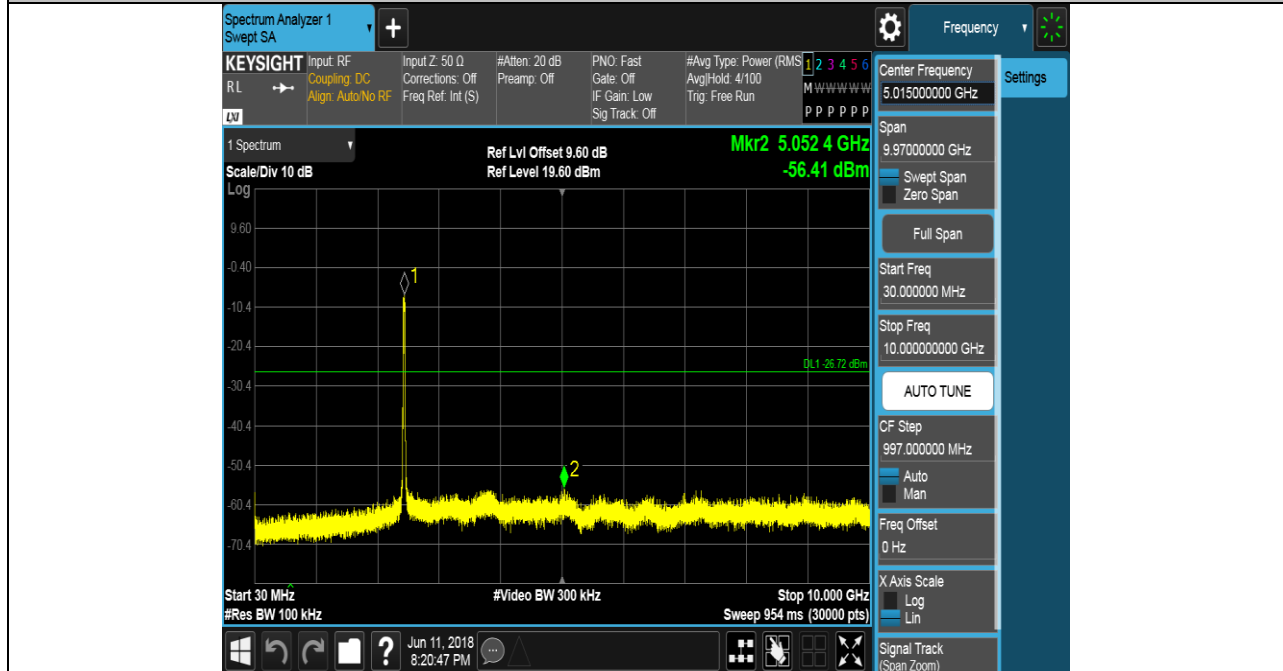 Spectrum Analyzer 1
Swept SA
Frequency
KEYSIGHT
RL
LXI
Input: RF
Coupling: DC
Align: Auto/No RF
Input Z: 50 Ω
Corrections: Off
Freq Ref: Int (S)
#Atten: 20 dB
Preamp: Off
PNO: Fast
Gate: Off
IF Gain: Low
Sig Track: Off
#Avg Type: Power (RMS
Avg|Hold: 4/100
Trig: Free Run
1 2 3 4 5 6
M W W W W W
P P P P P P
1 Spectrum
Scale/Div 10 dB
Ref Lvl Offset 9.60 dB
Ref Level 19.60 dBm
Mkr2 5.052 4 GHz
-56.41 dBm
Log
9.60
-0.40
-10.4
-20.4
-30.4
-40.4
-50.4
-60.4
-70.4
1
DL1 -26.72 dBm
2
Start 30 MHz
#Res BW 100 kHz
#Video BW 300 kHz
Stop 10.000 GHz
Sweep 954 ms (30000 pts)
Center Frequency
5.015000000 GHz
Settings
Span
9.97000000 GHz
Swept Span
Zero Span
Full Span
Start Freq
30.000000 MHz
Stop Freq
10.000000000 GHz
AUTO TUNE
CF Step
997.000000 MHz
Auto
Man
Freq Offset
0 Hz
X Axis Scale
Log
Lin
Signal Track
(Span Zoom)
?
Jun 11, 2018
8:20:47 PM